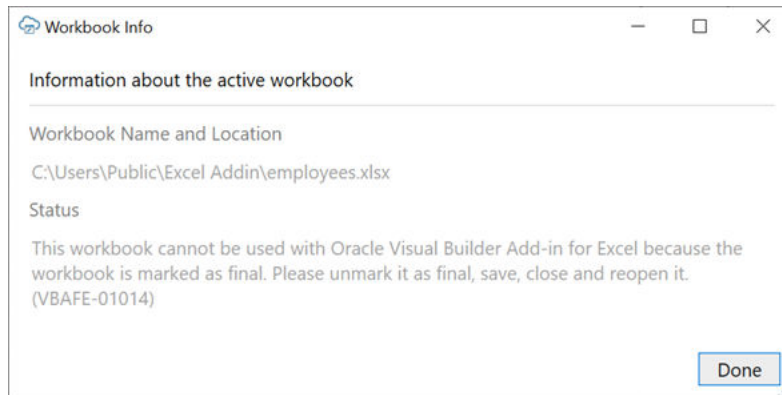 Workbook Info
Information about the active workbook
Workbook Name and Location
C:\Users\Public\Excel Addin\employees.xlsx
Status
This workbook cannot be used with Oracle Visual Builder Add-in for Excel because the
workbook is marked as final. Please unmark it as final, save, close and reopen it.
(VBAFE-01014)
Done